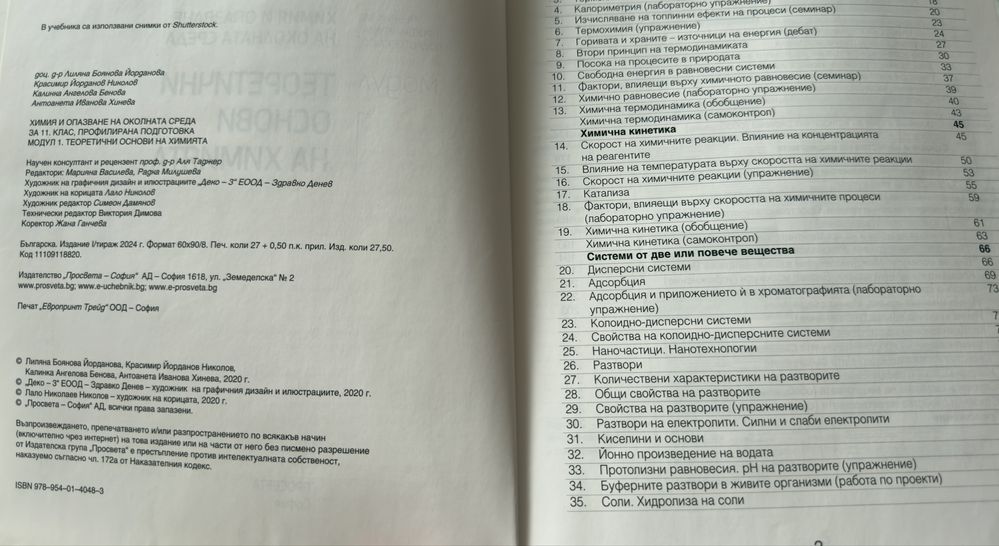 В учебника са използвани снимки от Shutterstock.
доц. д-р Лиляна Боянова Йорданова
Красимир Йорданов Николов
Калинка Ангелова Бенова
Антоанета Иванова Хинева
ХИМИЯ И ОПАЗВАНЕ НА ОКОЛНАТА СРЕДА
ЗА 11. КЛАС, ПРОФИЛИРАНА ПОДГОТОВКА
МОДУЛ 1. ТЕОРЕТИЧНИ ОСНОВИ НА ХИМИЯТА
Научен консултант и рецензент проф. д-р Аля Таджер
Редактори: Марияна Василева, Радка Милушева
Художник на графичния дизайн и илюстрациите „Деко – 3“ ЕООД – Здравко Денев
Художник на корицата Лало Николов
Художник редактор Симеон Дамянов
Технически редактор Виктория Димова
Коректор Жана Ганчева
Българска. Издание I/тираж 2024 г. Формат 60х90/8. Печ. коли 27 + 0,50 п.к. прил. Изд. коли 27,50.
Код 11109118820.
Издателство „Просвета – София“ АД – София 1618, ул. „Земеделска“ № 2
www.prosveta.bg; www.e-uchebnik.bg; www.e-prosveta.bg
Печат „Европринт Трейд“ ООД – София
© Лиляна Боянова Йорданова, Красимир Йорданов Николов,
Калинка Ангелова Бенова, Антоанета Иванова Хинева, 2020 г.
© „Деко – 3“ ЕООД – Здравко Денев – художник на графичния дизайн и илюстрациите, 2020 г.
© Лало Николаев Николов – художник на корицата, 2020 г.
© „Просвета – София“ АД, всички права запазени.
Възпроизвеждането, препечатването и/или разпространението по всякакъв начин
(включително чрез интернет) на това издание или на части от него без писмено разрешение
от Издателска група „Просвета“ е престъпление против интелектуалната собственост,
наказуемо съгласно чл. 172а от Наказателния кодекс.
ISBN 978–954–01–4048–3
4. Калориметрия (лабораторно упражнение) 18
5. Изчисляване на топлинни ефекти на процеси (семинар) 20
6. Термохимия (упражнение) 23
7. Горивата и храните – източници на енергия (дебат) 24
8. Втори принцип на термодинамиката 27
9. Посока на процесите в природата 30
10. Свободна енергия в равновесни системи 33
11. Фактори, влияещи върху химичното равновесие (семинар) 37
12. Химично равновесие (лабораторно упражнение) 39
13. Химична термодинамика (обобщение) 40
Химична термодинамика (самоконтрол) 43
Химична кинетика 45
14. Скорост на химичните реакции. Влияние на концентрацията 45
на реагентите
15. Влияние на температурата върху скоростта на химичните реакции 50
16. Скорост на химичните реакции (упражнение) 53
17. Катализа 55
18. Фактори, влияещи върху скоростта на химичните процеси 59
(лабораторно упражнение)
19. Химична кинетика (обобщение) 61
Химична кинетика (самоконтрол) 63
Системи от две или повече вещества 66
20. Дисперсни системи 66
21. Адсорбция 69
22. Адсорбция и приложението ѝ в хроматографията (лабораторно 73
упражнение)
23. Колоидно-дисперсни системи
24. Свойства на колоидно-дисперсните системи
25. Наночастици. Нанотехнологии
26. Разтвори
27. Количествени характеристики на разтворите
28. Общи свойства на разтворите
29. Свойства на разтворите (упражнение)
30. Разтвори на електролити. Силни и слаби електролити
31. Киселини и основи
32. Йонно произведение на водата
33. Протолизни равновесия. pH на разтворите (упражнение)
34. Буферните разтвори в живите организми (работа по проекти)
35. Соли. Хидролиза на соли